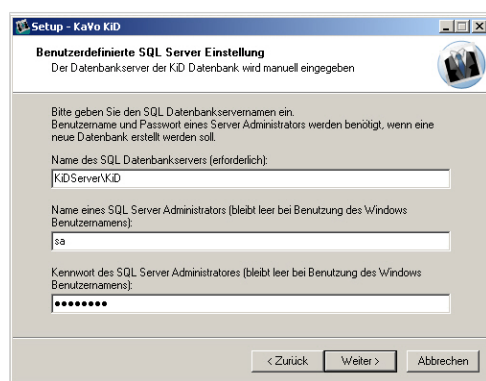 Setup - KaVo KiD
Benutzerdefinierte SQL Server Einstellung
Der Datenbankserver der KiD Datenbank wird manuell eingegeben
Bitte geben Sie den SQL Datenbankservernamen ein.
Benutzername und Passwort eines Server Administrators werden benötigt, wenn eine
neue Datenbank erstellt werden soll.
Name des SQL Datenbankservers (erforderlich):
KiDServer\KiD
Name eines SQL Server Administrators (bleibt leer bei Benutzung des Windows
Benutzernamens):
sa
Kennwort des SQL Server Administratores (bleibt leer bei Benutzung des Windows
Benutzernamens):
●●●●●●●●
< Zurück
Weiter >
Abbrechen